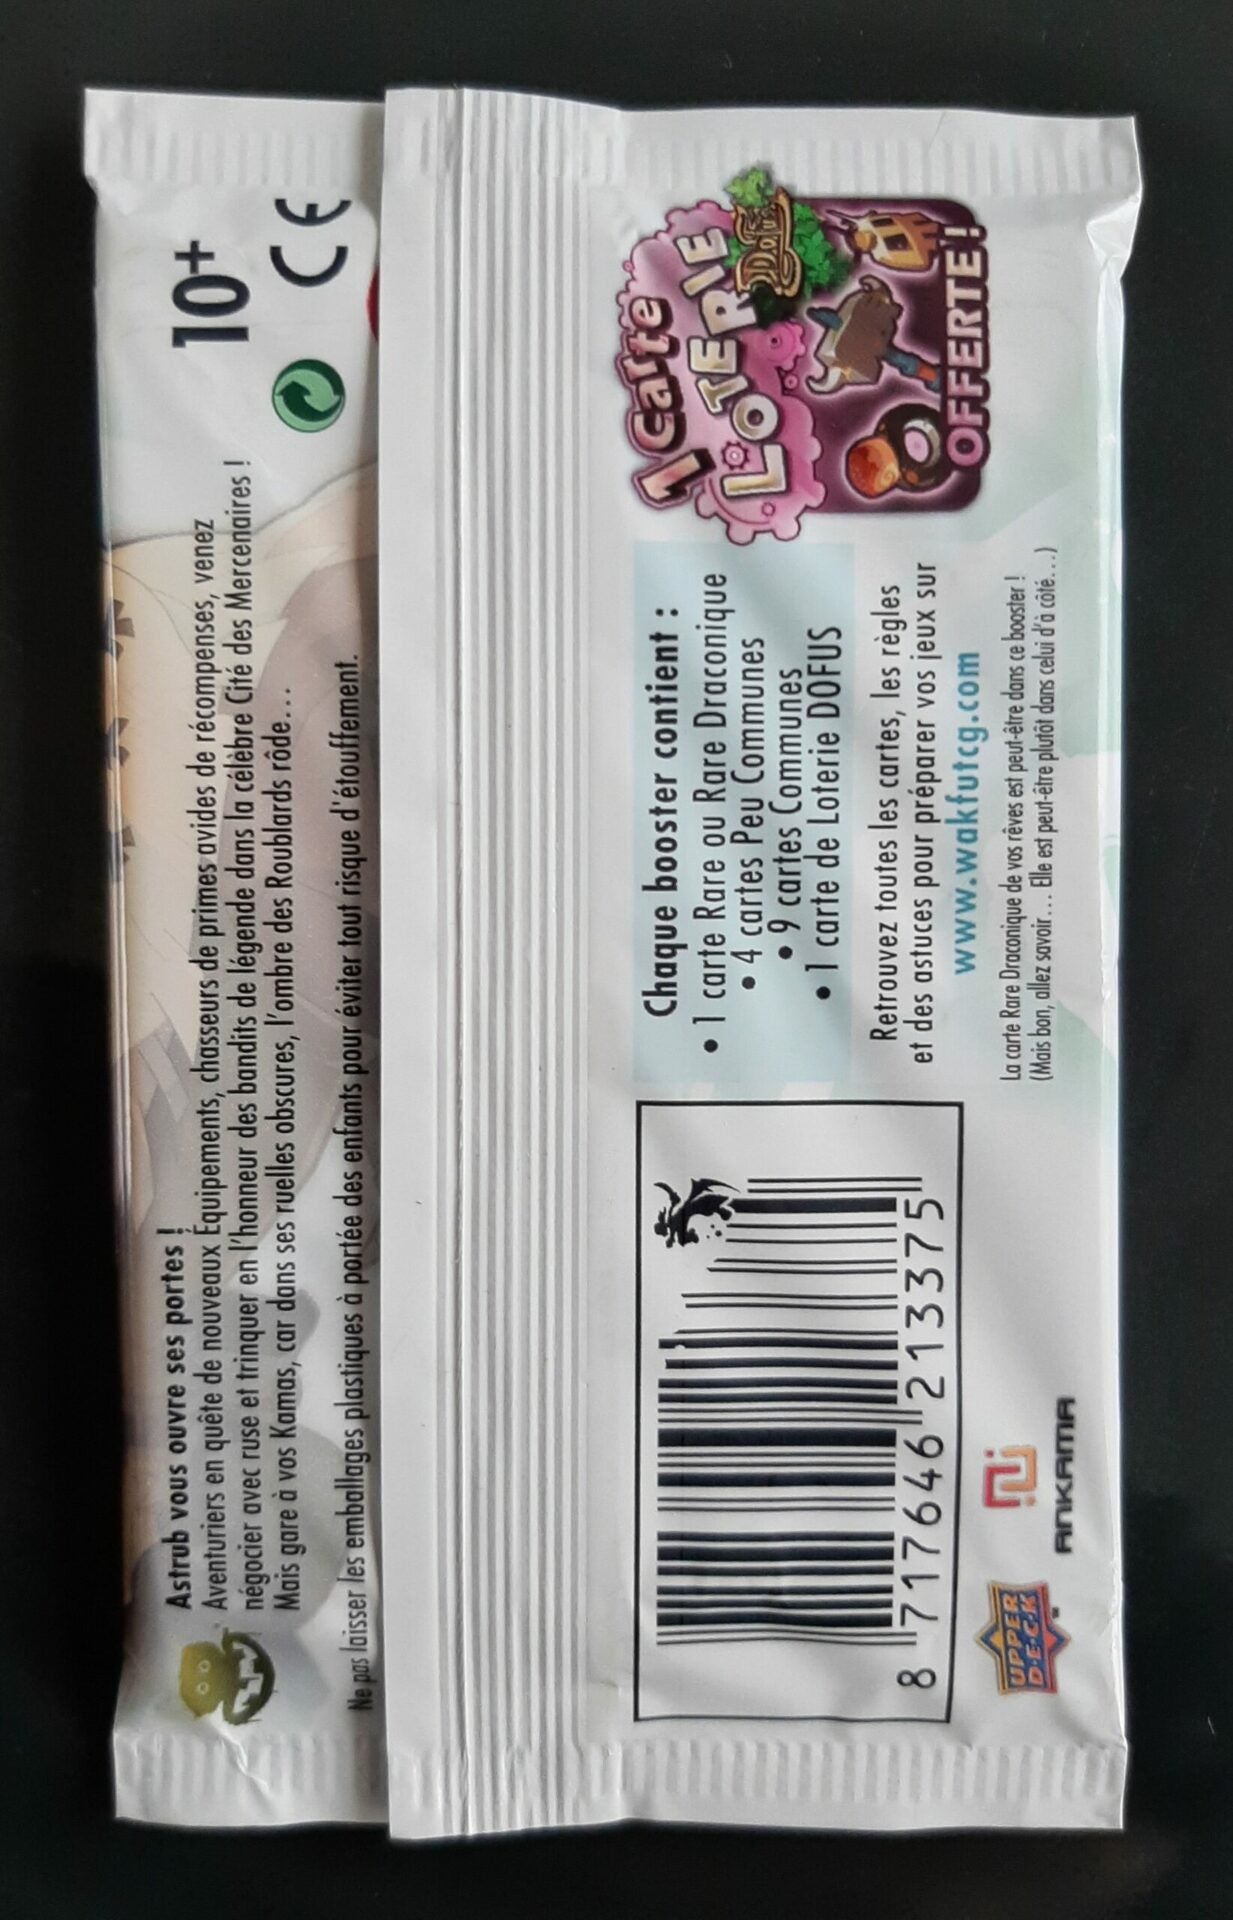 Astrub vous ouvre ses portes !
Aventuriers en quête de nouveaux Équipements, chasseurs de primes avides de récompenses, venez
négocier avec ruse et trinquer en l'honneur des bandits de légende dans la célèbre Cité des Mercenaires !
Mais gare à vos Kamas, car dans ses ruelles obscures, l'ombre des Roublards rôde...
Ne pas laisser les emballages plastiques à portée des enfants pour éviter tout risque d'étouffement.
10+
CE
8 717646 213375
UPPER
D.E.C.K
ANKAMA
Chaque booster contient :
• 1 carte Rare ou Rare Draconique
• 4 cartes Peu Communes
• 9 cartes Communes
• 1 carte de Loterie DOFUS
Retrouvez toutes les cartes, les règles
et des astuces pour préparer vos jeux sur
www.wakfutcg.com
La carte Rare Draconique de vos rêves est peut-être dans ce booster !
(Mais bon, allez savoir... Elle est peut-être plutôt dans celui d'à côté...)
1 Carte
LOTERIE
Dofus
OFFERTE !